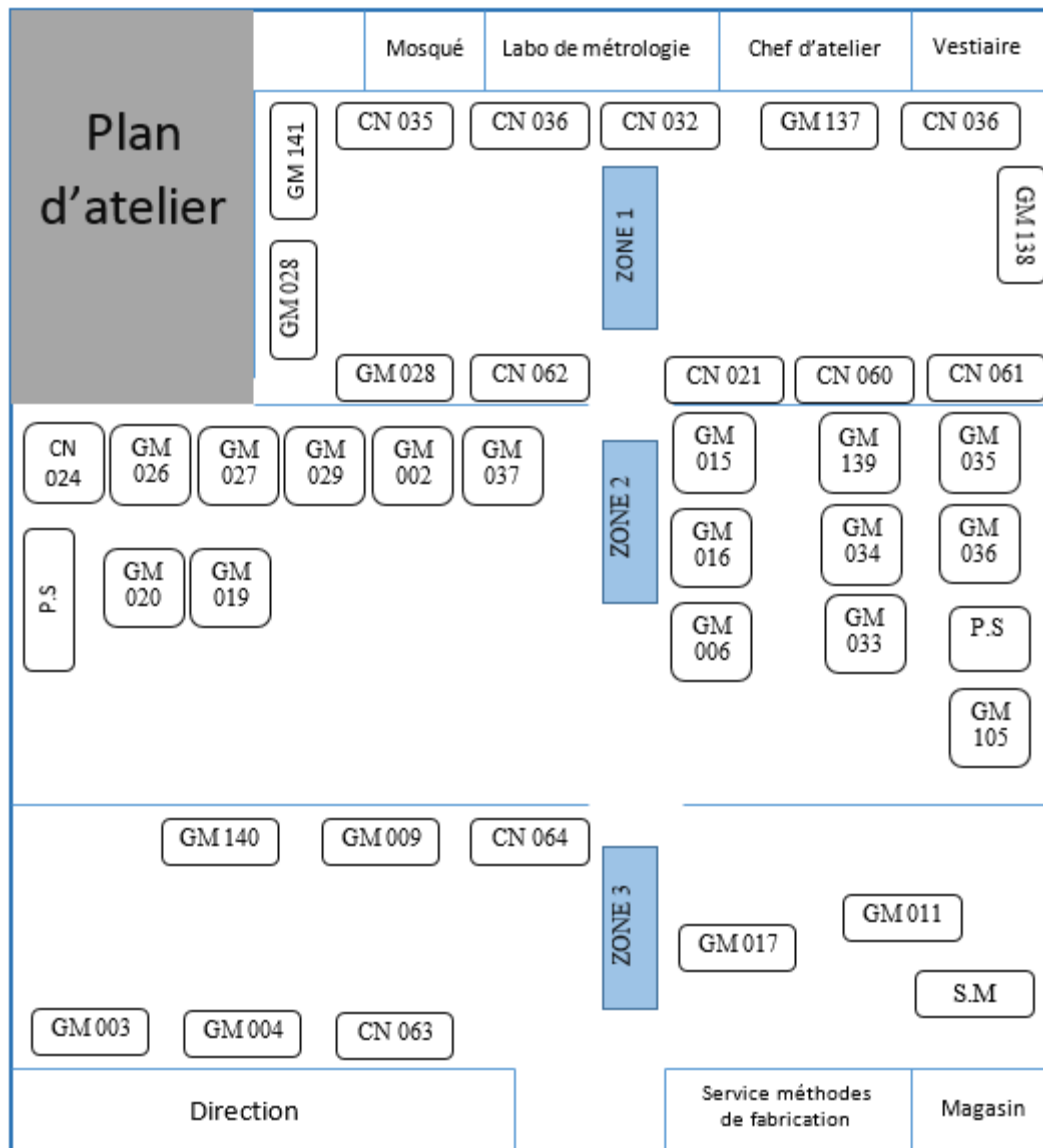 Plan
d’atelier
Mosqué
Labo de métrologie
Chef d’atelier
Vestiaire
GM 141
CN 035
CN 036
CN 032
GM 137
CN 036
GM 138
ZONE 1
GM 028
GM 028
CN 062
CN 021
CN 060
CN 061
CN
024
GM
026
GM
027
GM
029
GM
002
GM
037
ZONE 2
GM
015
GM
139
GM
035
P.S
GM
020
GM
019
GM
016
GM
034
GM
036
GM
006
GM
033
P.S
GM
105
GM 140
GM 009
CN 064
ZONE 3
GM 017
GM 011
S.M
GM 003
GM 004
CN 063
Direction
Service méthodes
de fabrication
Magasin